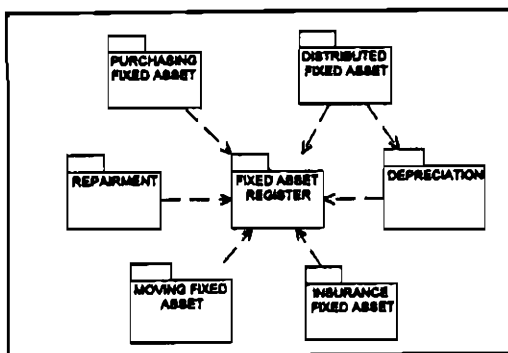 PURCHASING
FIXED ASSET
DISTRIBUTED
FIXED ASSET
REPAIRMENT
FIXED ASSET
REGISTER
DEPRECIATION
MOVING FIXED
ASSET
INSURANCE
FIXED ASSET